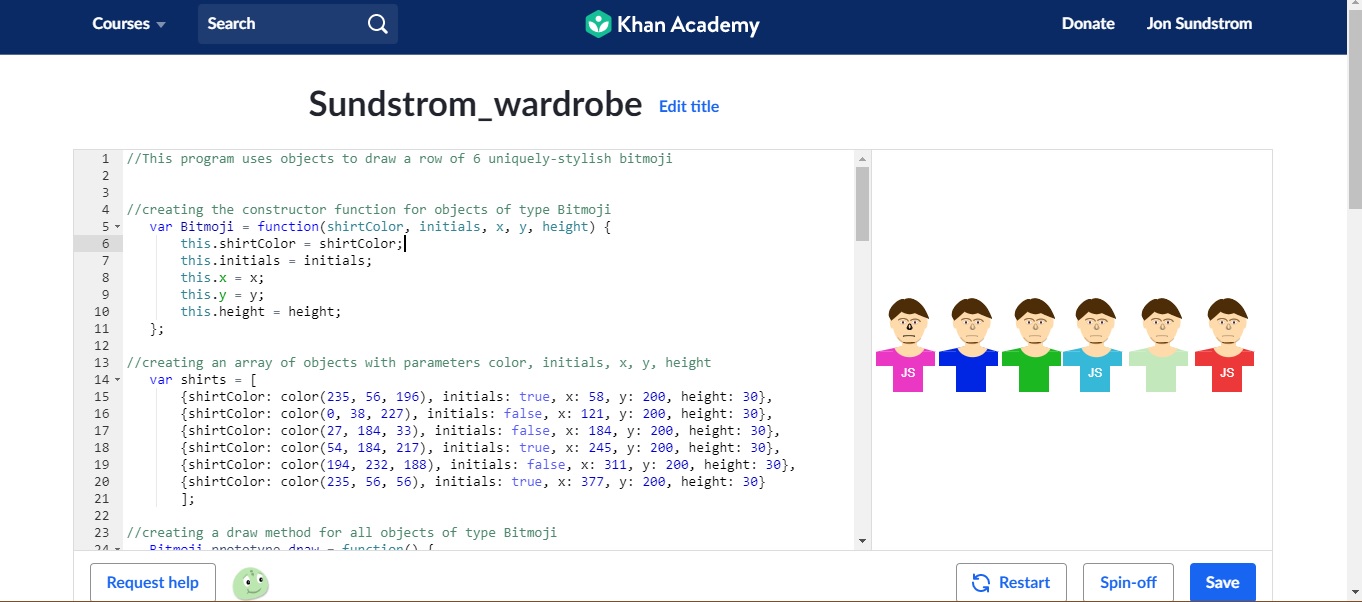 Courses Search Khan Academy Donate Jon Sundstrom
Sundstrom_wardrobe Edit title
1 //This program uses objects to draw a row of 6 uniquely-stylish bitmoji
2
3
4 //creating the constructor function for objects of type Bitmoji
5 var Bitmoji = function(shirtColor, initials, x, y, height) {
6 this.shirtColor = shirtColor;
7 this.initials = initials;
8 this.x = x;
9 this.y = y;
10 this.height = height;
11 };
12
13 //creating an array of objects with parameters color, initials, x, y, height
14 var shirts = [
15 {shirtColor: color(235, 56, 196), initials: true, x: 58, y: 200, height: 30},
16 {shirtColor: color(0, 38, 227), initials: false, x: 121, y: 200, height: 30},
17 {shirtColor: color(27, 184, 33), initials: false, x: 184, y: 200, height: 30},
18 {shirtColor: color(54, 184, 217), initials: true, x: 245, y: 200, height: 30},
19 {shirtColor: color(194, 232, 188), initials: false, x: 311, y: 200, height: 30},
20 {shirtColor: color(235, 56, 56), initials: true, x: 377, y: 200, height: 30}
21 ];
22
23 //creating a draw method for all objects of type Bitmoji
24 Bitmoji.prototype.draw = function() {
JS JS JS
Request help Restart Spin-off Save